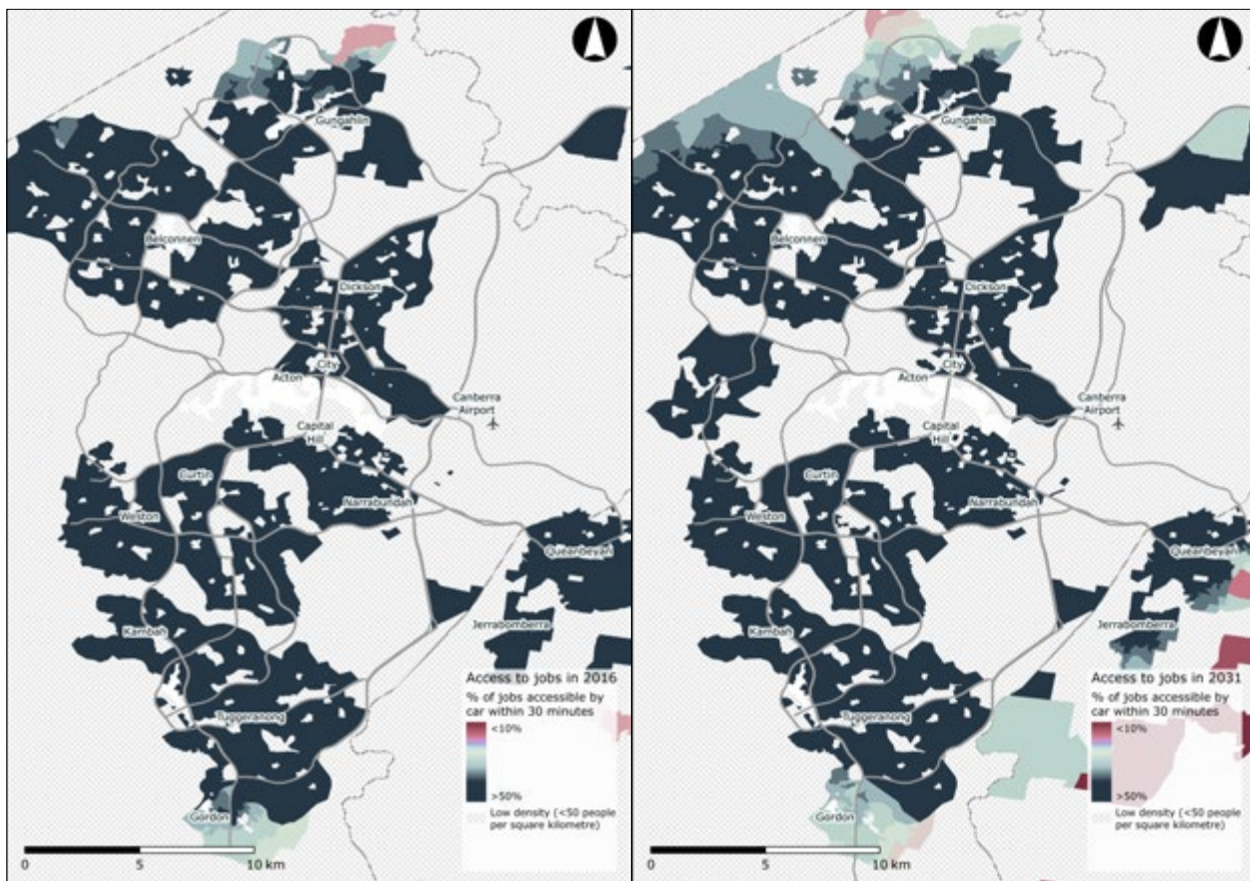 Gungahlin
Belconnen
Dickson
City
Acton
Canberra
Airport
Capital
Hill
Curtin
Narrabundah
Weston
Queanbeyan
Kambah
Jerrabomberra
Tuggeranong
Gordon
Access to jobs in 2016
% of jobs accessible by
car within 30 minutes
<10%
>50%
Low density (<50 people
per square kilometre)
0 5 10 km
Gungahlin
Belconnen
Dickson
City
Acton
Canberra
Airport
Capital
Hill
Curtin
Narrabundah
Weston
Queanbeyan
Kambah
Jerrabomberra
Tuggeranong
Gordon
Access to jobs in 2031
% of jobs accessible by
car within 30 minutes
<10%
>50%
Low density (<50 people
per square kilometre)
0 5 10 km